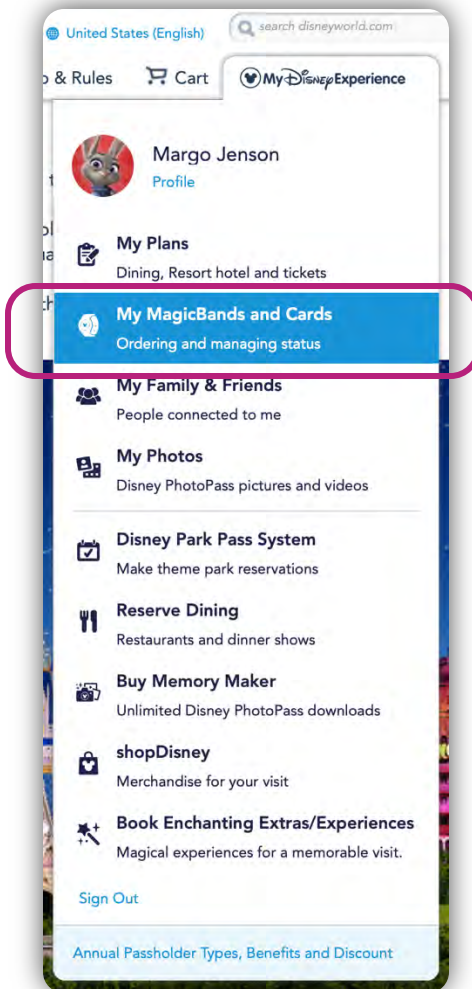 United States (English)
search disneyworld.com
& Rules
Cart
My Disney Experience
Margo Jenson
Profile
My Plans
Dining, Resort hotel and tickets
My MagicBands and Cards
Ordering and managing status
My Family & Friends
People connected to me
My Photos
Disney PhotoPass pictures and videos
Disney Park Pass System
Make theme park reservations
Reserve Dining
Restaurants and dinner shows
Buy Memory Maker
Unlimited Disney PhotoPass downloads
shopDisney
Merchandise for your visit
Book Enchanting Extras/Experiences
Magical experiences for a memorable visit.
Sign Out
Annual Passholder Types, Benefits and Discount